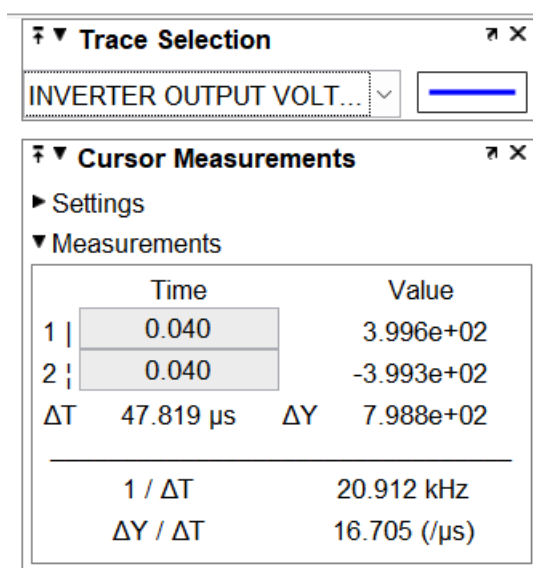 Trace Selection
INVERTER OUTPUT VOLT...
Cursor Measurements
Settings
Measurements
Time Value
1 | 0.040 3.996e+02
2 ¦ 0.040 -3.993e+02
ΔT 47.819 µs ΔY 7.988e+02
1 / ΔT 20.912 kHz
ΔY / ΔT 16.705 (/µs)